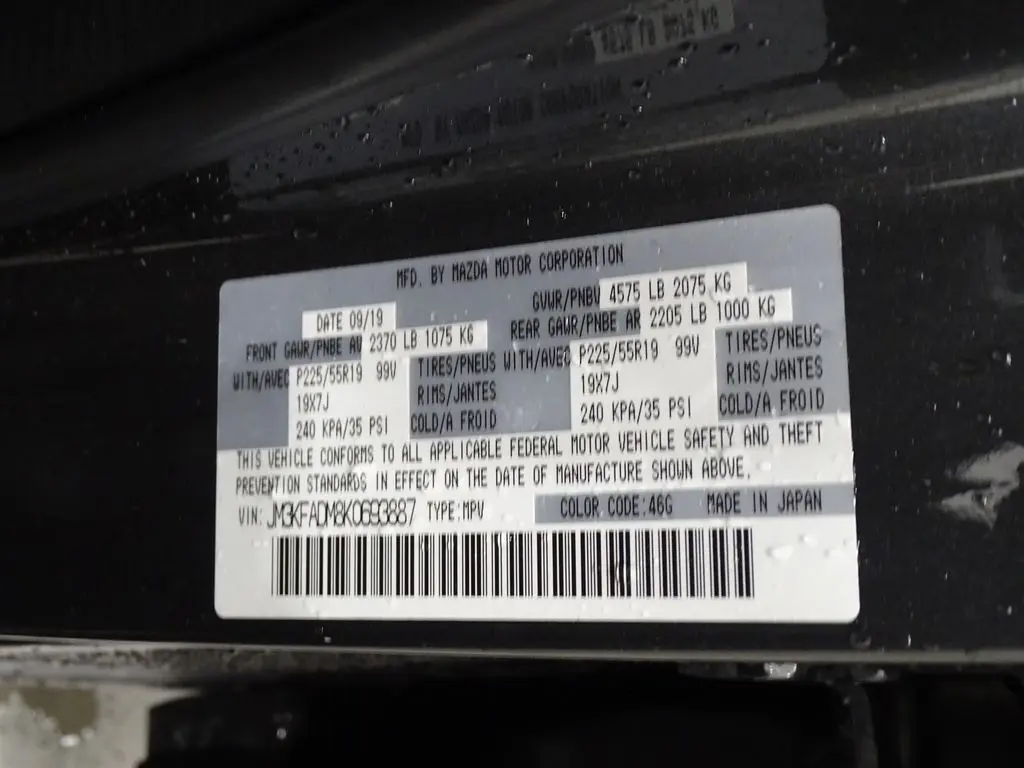 MFD. BY MAZDA MOTOR CORPORATION
DATE 09/19 GVWR/PNBV 4575 LB 2075 KG
FRONT GAWR/PNBE AV 2370 LB 1075 KG REAR GAWR/PNBE AR 2205 LB 1000 KG
WITH/AVEC P225/55R19 99V TIRES/PNEUS WITH/AVEC P225/55R19 99V TIRES/PNEUS
19X7J RIMS/JANTES 19X7J RIMS/JANTES
240 KPA/35 PSI COLD/A FROID 240 KPA/35 PSI COLD/A FROID
THIS VEHICLE CONFORMS TO ALL APPLICABLE FEDERAL MOTOR VEHICLE SAFETY AND THEFT
PREVENTION STANDARDS IN EFFECT ON THE DATE OF MANUFACTURE SHOWN ABOVE.
VIN: JM3KFADM8K0693887 TYPE:MPV COLOR CODE:46G MADE IN JAPAN